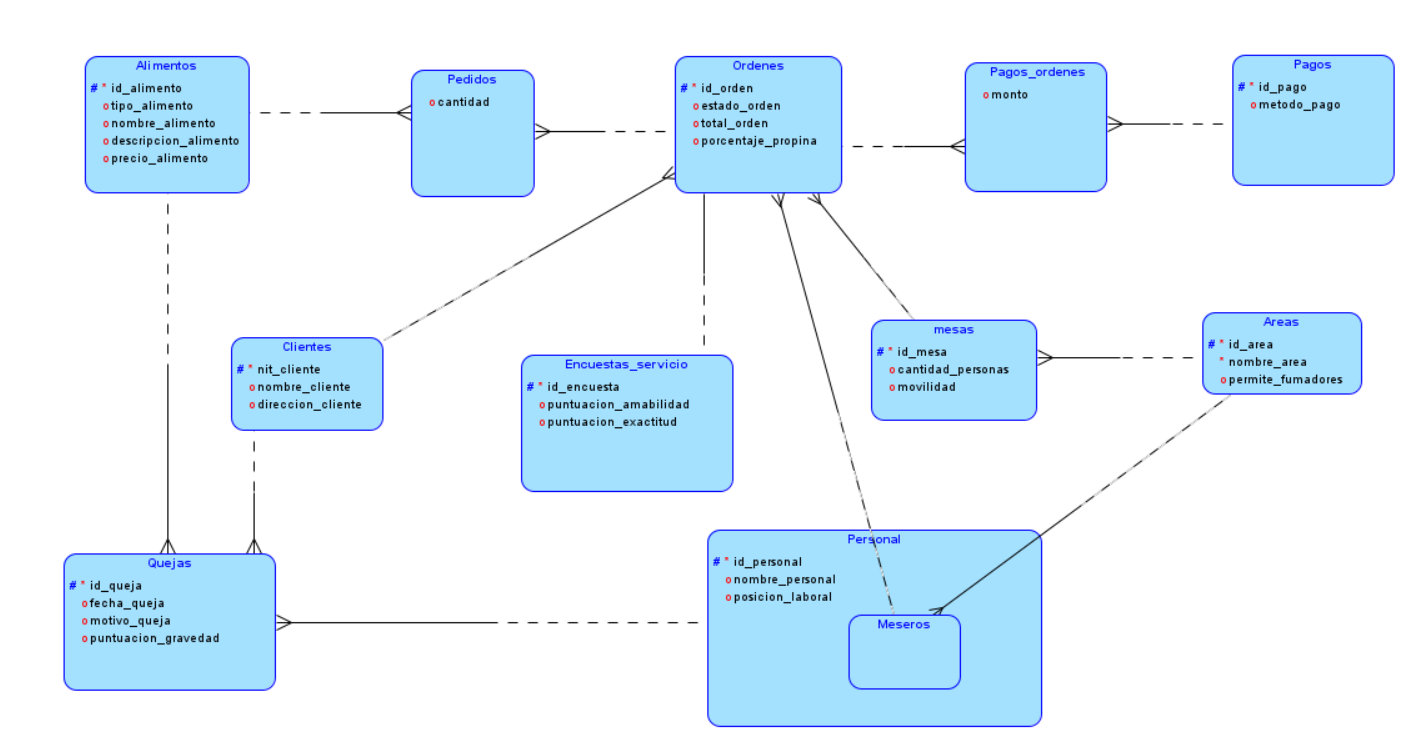 Alimentos
# * id_alimento
o tipo_alimento
o nombre_alimento
o descripcion_alimento
o precio_alimento
Pedidos
o cantidad
Ordenes
# * id_orden
o estado_orden
o total_orden
o porcentaje_propina
Pagos_ordenes
o monto
Pagos
# * id_pago
o metodo_pago
Clientes
# * nit_cliente
o nombre_cliente
o direccion_cliente
Encuestas_servicio
# * id_encuesta
o puntuacion_amabilidad
o puntuacion_exactitud
mesas
# * id_mesa
o cantidad_personas
o movilidad
Areas
# * id_area
* nombre_area
o permite_fumadores
Quejas
# * id_queja
o fecha_queja
o motivo_queja
o puntuacion_gravedad
Personal
# * id_personal
o nombre_personal
o posicion_laboral
Meseros